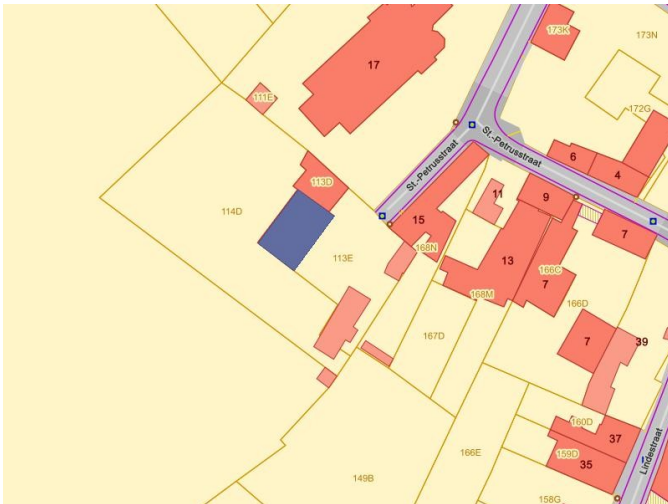 173K
173N
17
111E
172G
St.-Petrusstraat
St.-Petrusstraat
6
4
113D
11
9
114D
15
7
113E
168N
13
166C
7
168M
166D
167D
7
39
160D
37
159D
35
Lindestraat
166E
149B
158G